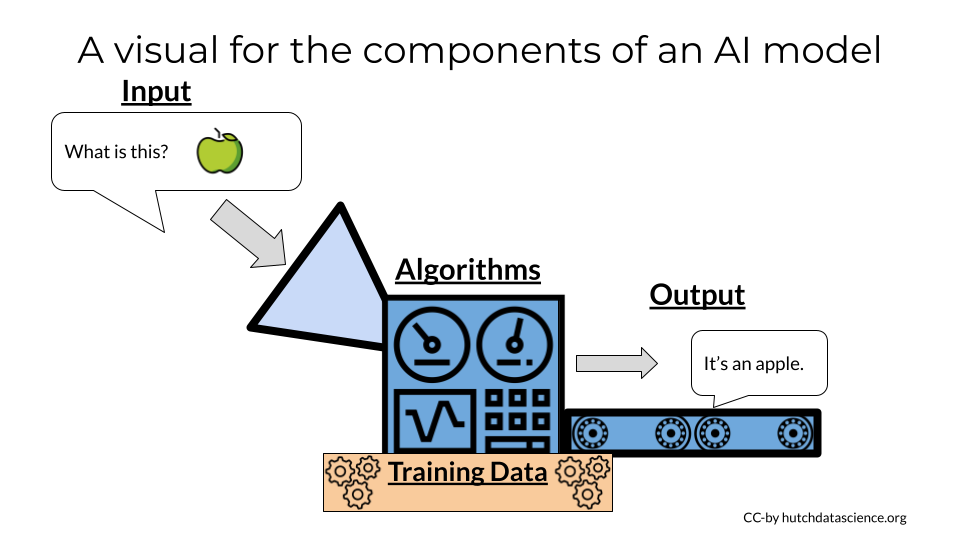 A visual for the components of an AI model
Input
What is this?
Algorithms
Output
It's an apple.
Training Data
CC-by hutchdatascience.org